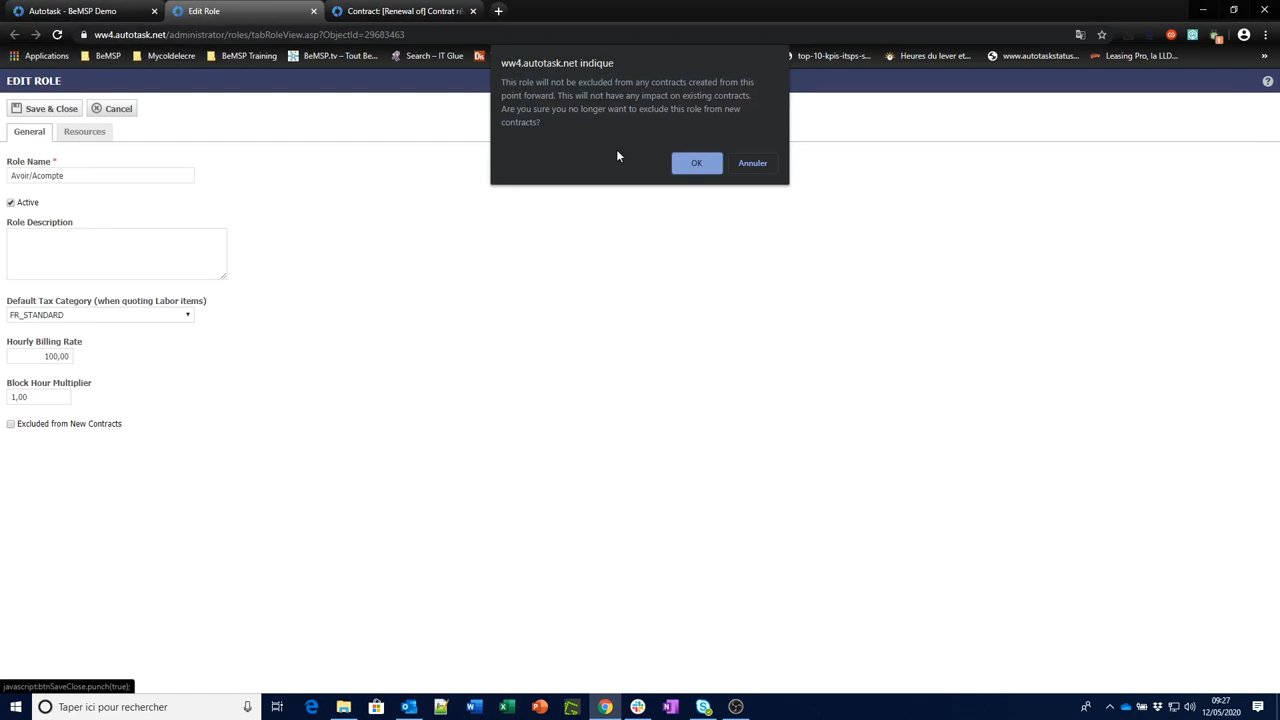 Autotask - BeMSP Demo
Edit Role
Contract: [Renewal of] Contrat r
ww4.autotask.net/administrator/roles/tabRoleView.asp?ObjectId=29683463
Applications
BeMSP
Mycoldelecre
BeMSP Training
BeMSP.tv – Tout Be...
Search – IT Glue
top-10-kpis-itsps-s...
Heures du lever et...
www.autotaskstatus...
Leasing Pro, la LLD...
EDIT ROLE
Save & Close
Cancel
General
Resources
Role Name *
Avoir/Acompte
Active
Role Description
Default Tax Category (when quoting Labor items)
FR_STANDARD
Hourly Billing Rate
100,00
Block Hour Multiplier
1,00
Excluded from New Contracts
ww4.autotask.net indique
This role will not be excluded from any contracts created from this
point forward. This will not have any impact on existing contracts.
Are you sure you no longer want to exclude this role from new
contracts?
OK
Annuler
javascript:btnSaveClose.punch(true);
Taper ici pour rechercher
09:27
12/05/2020